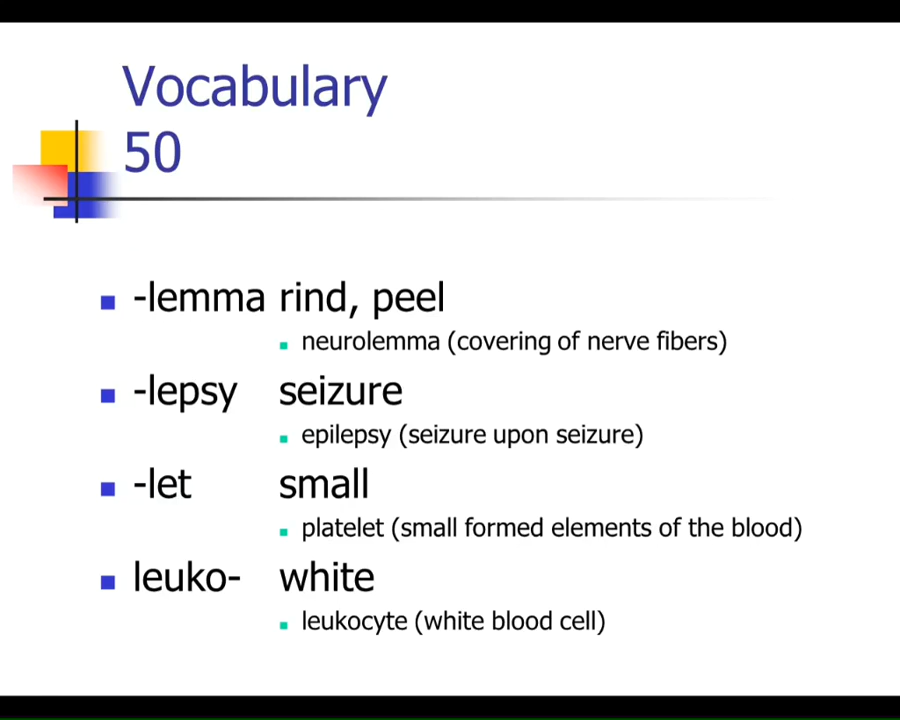 Vocabulary
50
-lemma rind, peel
neurolemma (covering of nerve fibers)
-lepsy seizure
epilepsy (seizure upon seizure)
-let small
platelet (small formed elements of the blood)
leuko- white
leukocyte (white blood cell)